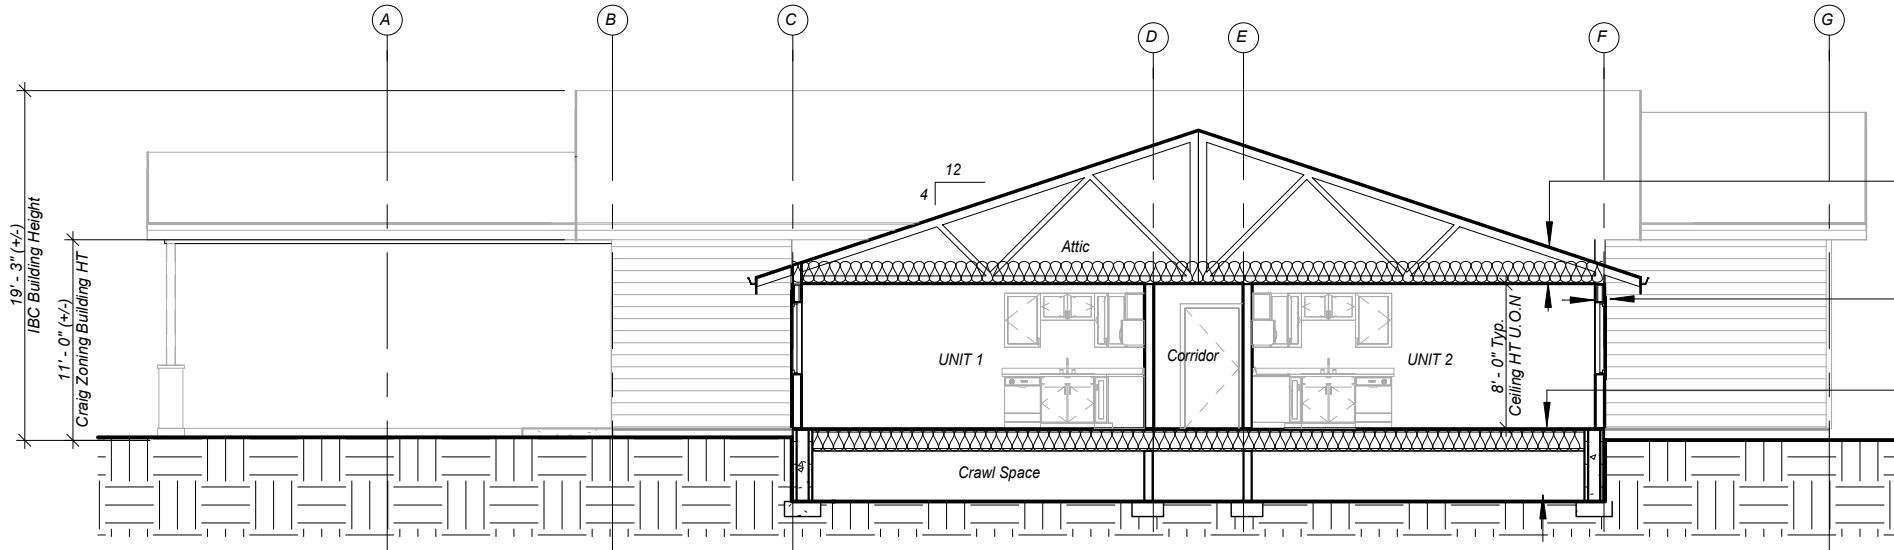 A
B
C
D
E
F
G
12
4
Attic
19' - 3" (+/-)
IBC Building Height
11' - 0" (+/-)
Craig Zoning Building HT
UNIT 1
Corridor
UNIT 2
8' - 0" Typ.
Ceiling HT U.O.N
Crawl Space